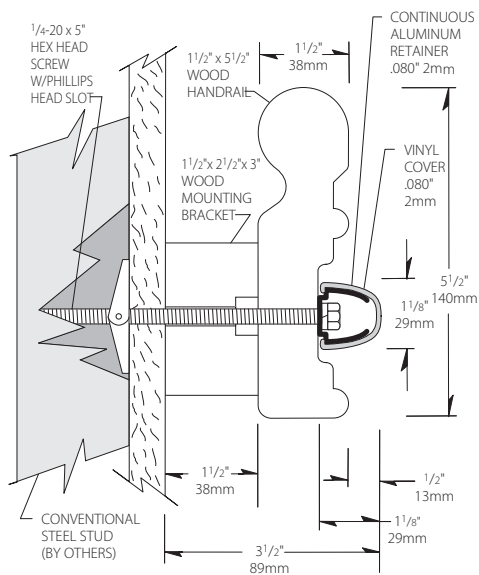 1/4-20 x 5"
HEX HEAD
SCREW
W/PHILLIPS
HEAD SLOT
1 1/2" x 5 1/2"
WOOD
HANDRAIL
1 1/2"
38mm
CONTINUOUS
ALUMINUM
RETAINER
.080" 2mm
1 1/2"x 2 1/2"x 3"
WOOD
MOUNTING
BRACKET
VINYL
COVER
.080"
2mm
5 1/2"
140mm
1 1/8"
29mm
1 1/2"
38mm
1/2"
13mm
1 1/8"
29mm
3 1/2"
89mm
CONVENTIONAL
STEEL STUD
(BY OTHERS)